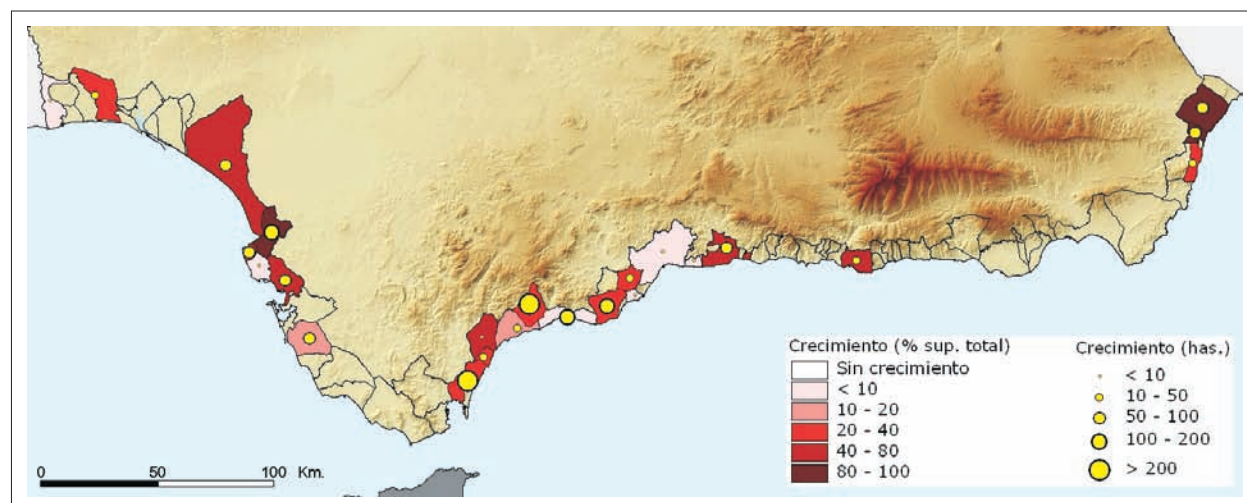 Crecimiento (% sup. total)
Sin crecimiento
< 10
10 - 20
20 - 40
40 - 80
80 - 100
Crecimiento (has.)
< 10
10 - 50
50 - 100
100 - 200
> 200
0 50 100 Km.